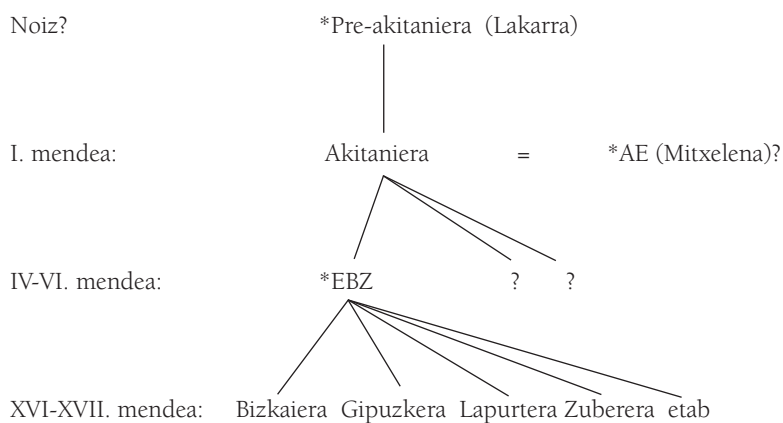 Noiz? *Pre-akitaniera (Lakarra)
I. mendea: Akitaniera = *AE (Mitxelena)?
IV-VI. mendea: *EBZ ? ?
XVI-XVII. mendea: Bizkaiera Gipuzkera Lapurtera Zuberera etab